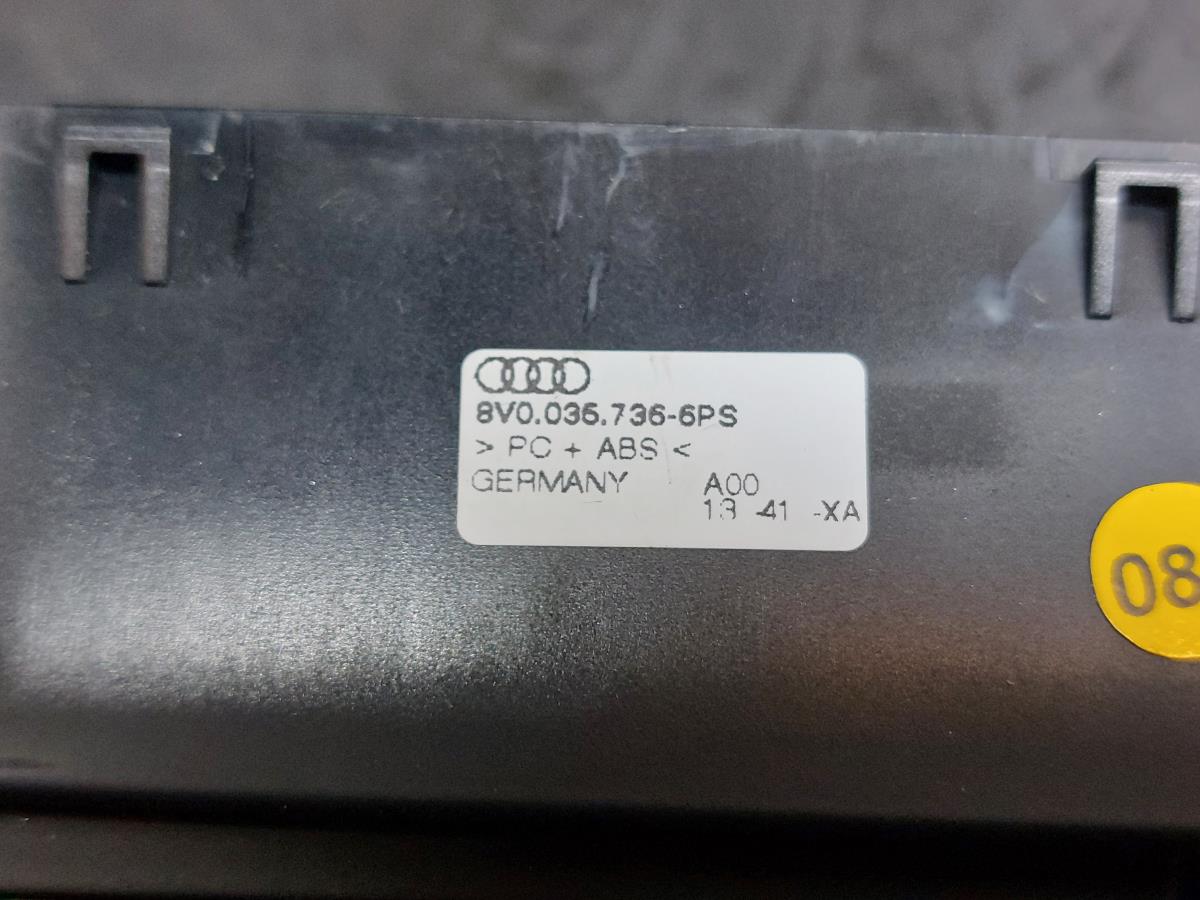 8V0.035.736-6PS
> PC + ABS <
GERMANY A00
13 41 -XA
08